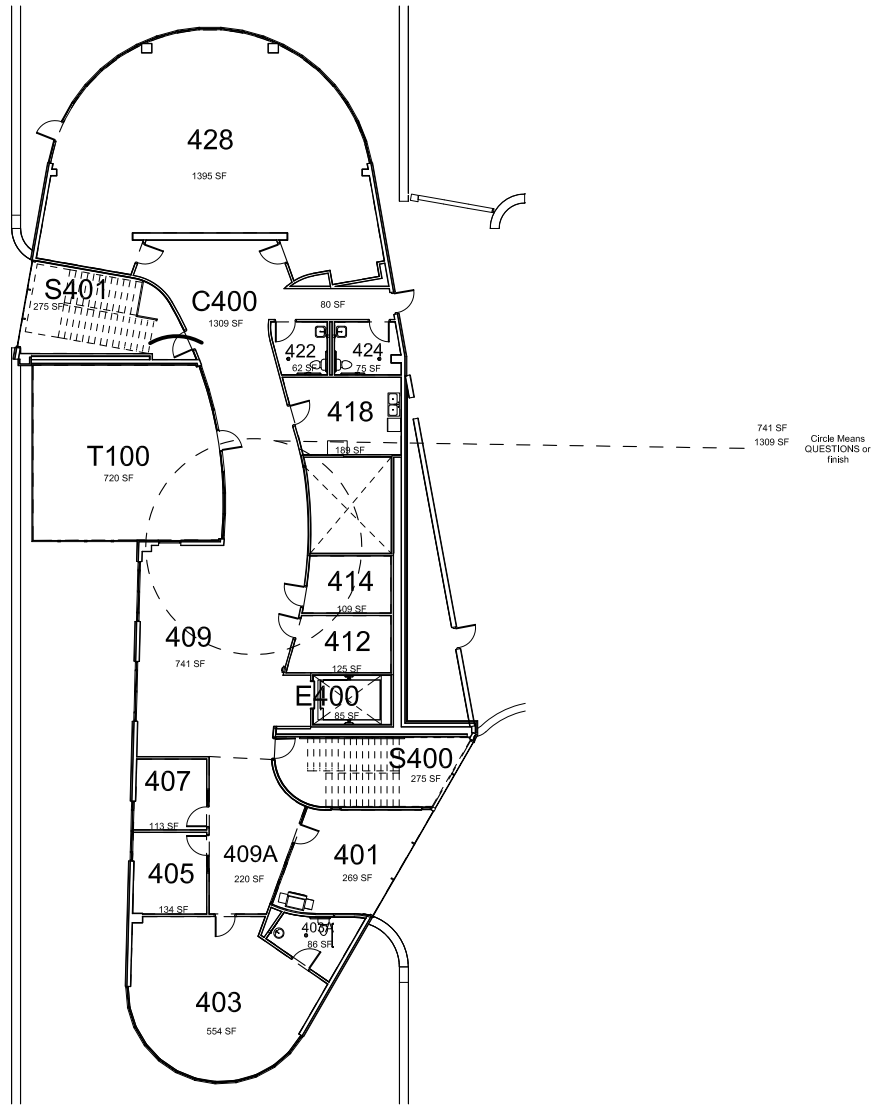 428
1395 SF
S401
275 SF
C400
1309 SF
80 SF
422
62 SF
424
75 SF
418
189 SF
T100
720 SF
741 SF
1309 SF
Circle Means
QUESTIONS or
finish
414
109 SF
409
741 SF
412
125 SF
E400
85 SF
S400
275 SF
407
113 SF
409A
220 SF
401
269 SF
405
134 SF
403A
86 SF
403
554 SF